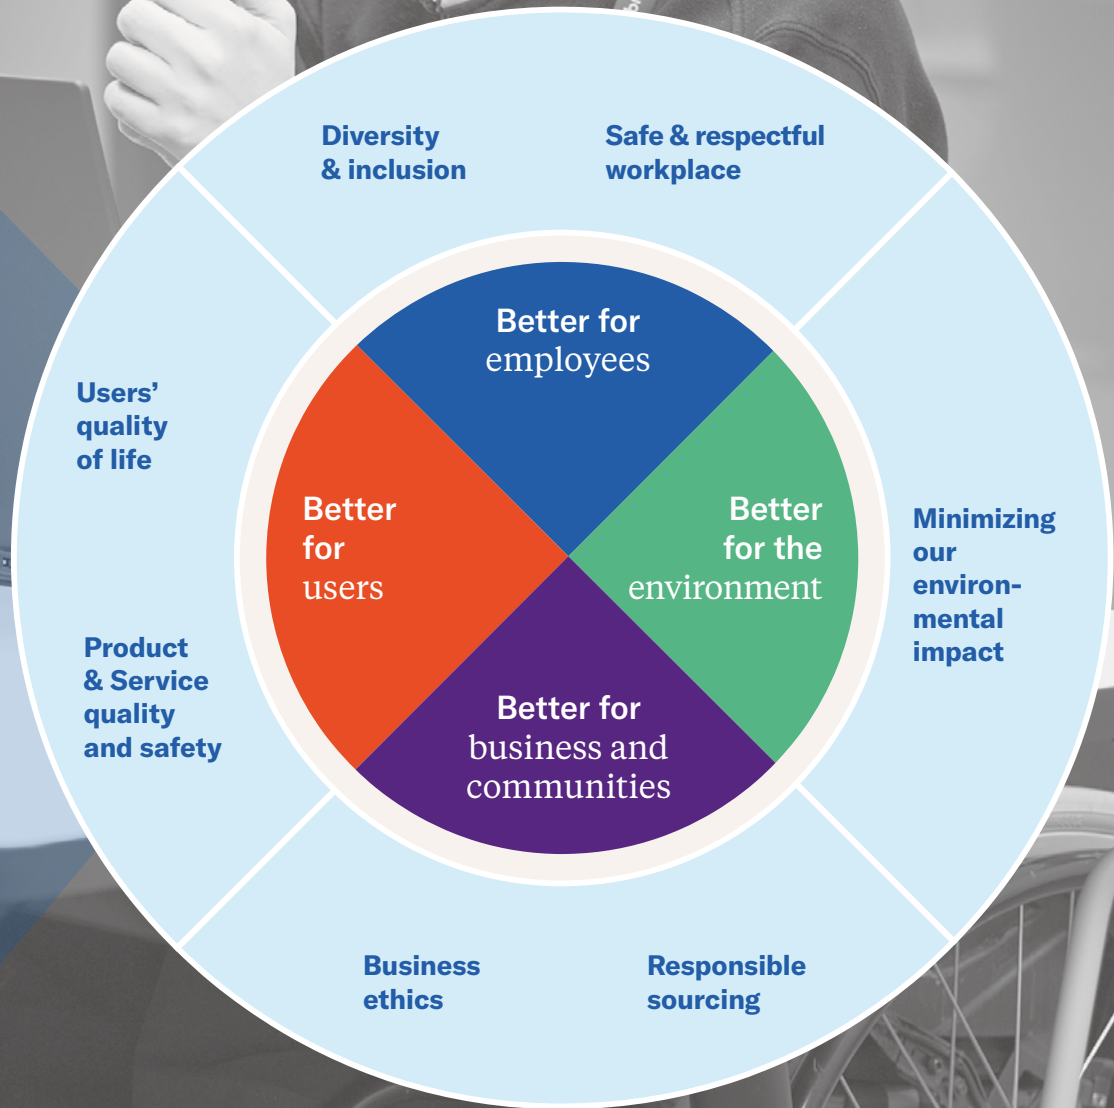 Diversity
& inclusion
Safe & respectful
workplace
Better for
employees
Users’
quality
of life
Better
for
users
Better
for the
environment
Minimizing
our
environ-
mental
impact
Product
& Service
quality
and safety
Better for
business and
communities
Business
ethics
Responsible
sourcing